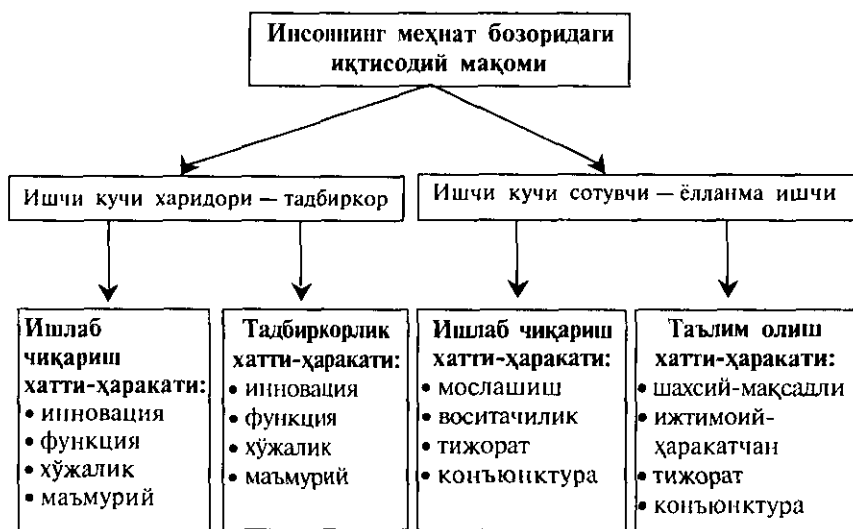 Инсоннинг меҳнат бозоридаги
иқтисодий мақоми
Ишчи кучи харидори — тадбиркор
Ишчи кучи сотувчи — ёлланма ишчи
Ишлаб
чиқариш
хатти-ҳаракати:
• инновация
• функция
• хўжалик
• маъмурий
Тадбиркорлик
хатти-ҳаракати:
• инновация
• функция
• хўжалик
• маъмурий
Ишлаб чиқариш
хатти-ҳаракати:
• мослашиш
• воситачилик
• тижорат
• конъюнктура
Таълим олиш
хатти-ҳаракати:
• шахсий-мақсадли
• ижтимоий-
ҳаракатчан
• тижорат
• конъюнктура